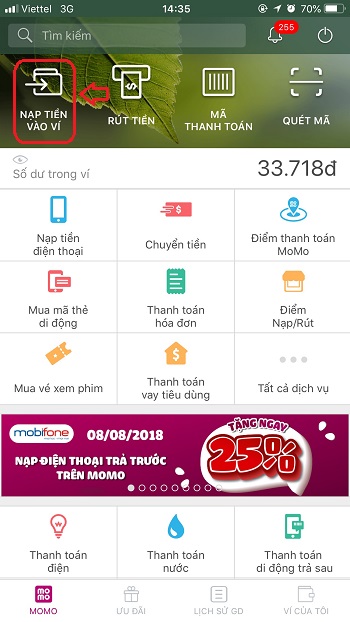 Viettel 3G 14:35 70%
Tìm kiếm
255
NẠP TIỀN
VÀO VÍ
RÚT TIỀN
MÃ
THANH TOÁN
QUÉT MÃ
Số dư trong ví
33.718đ
Nạp tiền
điện thoại
Chuyển tiền
Điểm thanh toán
MoMo
Mua mã thẻ
di động
Thanh toán
hóa đơn
Điểm
Nạp/Rút
Mua vé xem phim
Thanh toán
vay tiêu dùng
Tất cả dịch vụ
mobifone
08/08/2018
NẠP ĐIỆN THOẠI TRẢ TRƯỚC
TRÊN MOMO
TẶNG NGAY
25%
Thanh toán
điện
Thanh toán
nước
Thanh toán
di động trả sau
mo
mo
MOMO
ƯU ĐÃI
LỊCH SỬ GD
VÍ CỦA TÔI